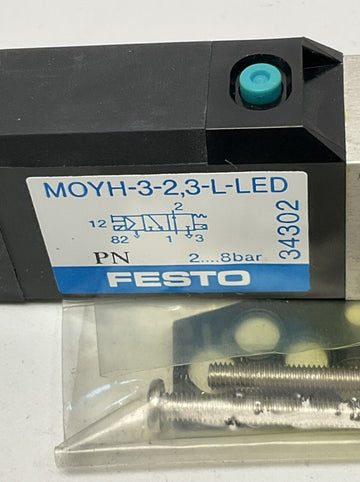 MOYH-3-2,3-L-LED
2
12
82 1 3
PN 2....8bar
34302
FESTO